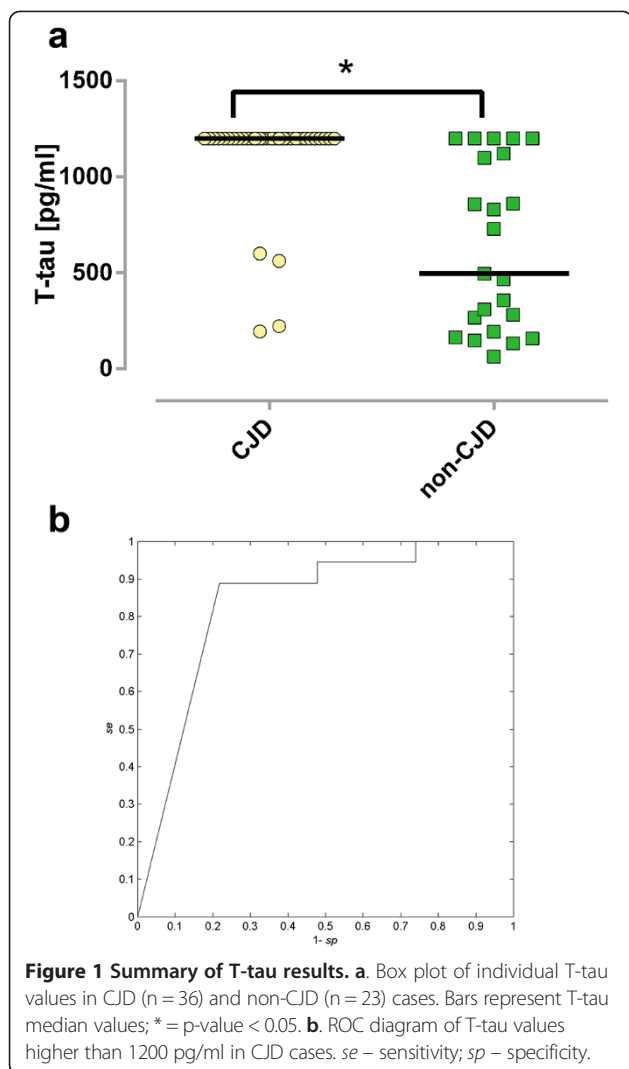 a
*
1500
1000
500
0
T-tau [pg/ml]
CJD
non-CJD
b
1
0.9
0.8
0.7
0.6
0.5
0.4
0.3
0.2
0.1
0
se
0 0.1 0.2 0.3 0.4 0.5 0.6 0.7 0.8 0.9 1
1- sp
Figure 1 Summary of T-tau results. a. Box plot of individual T-tau
values in CJD (n = 36) and non-CJD (n = 23) cases. Bars represent T-tau
median values; * = p-value < 0.05. b. ROC diagram of T-tau values
higher than 1200 pg/ml in CJD cases. se – sensitivity; sp – specificity.